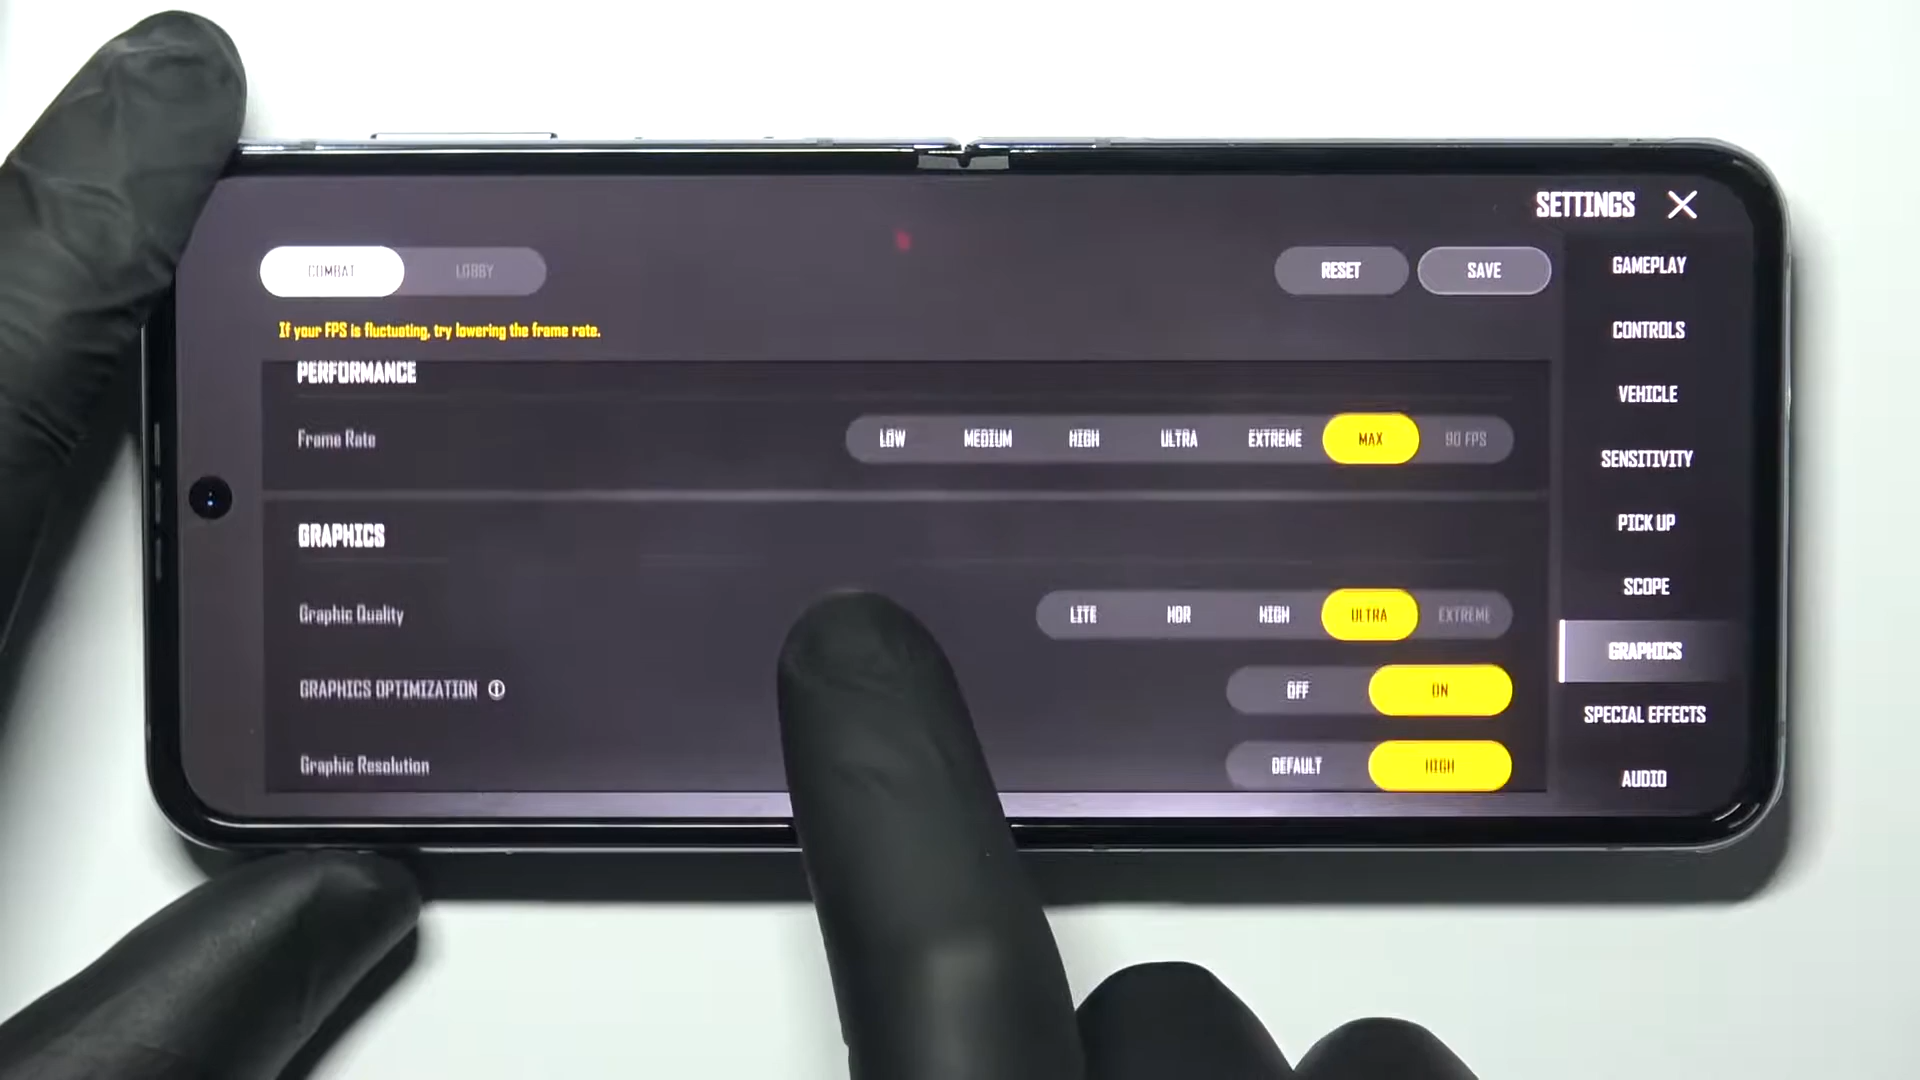 SETTINGS
COMBAT LOBBY RESET SAVE
If your FPS is fluctuating, try lowering the frame rate.
PERFORMANCE
Frame Rate LOW MEDIUM HIGH ULTRA EXTREME MAX 90 FPS
GRAPHICS
Graphic Quality LITE HDR HIGH ULTRA EXTREME
GRAPHICS OPTIMIZATION OFF ON
Graphic Resolution DEFAULT HIGH
GAMEPLAY
CONTROLS
VEHICLE
SENSITIVITY
PICK UP
SCOPE
GRAPHICS
SPECIAL EFFECTS
AUDIO